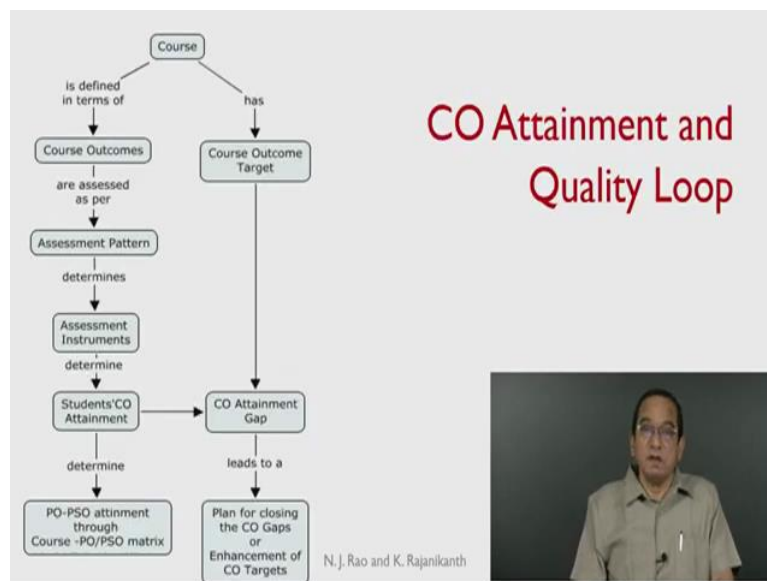 Course
is defined
in terms of
has
Course Outcomes
Course Outcome
Target
are assessed
as per
Assessment Pattern
determines
Assessment
Instruments
determine
Students'CO
Attainment
CO Attainment
Gap
determine
leads to a
PO-PSO attinment
through
Course -PO/PSO matrix
Plan for closing
the CO Gaps
or
Enhancement of
CO Targets
CO Attainment and
Quality Loop
N. J. Rao and K. Rajanikanth